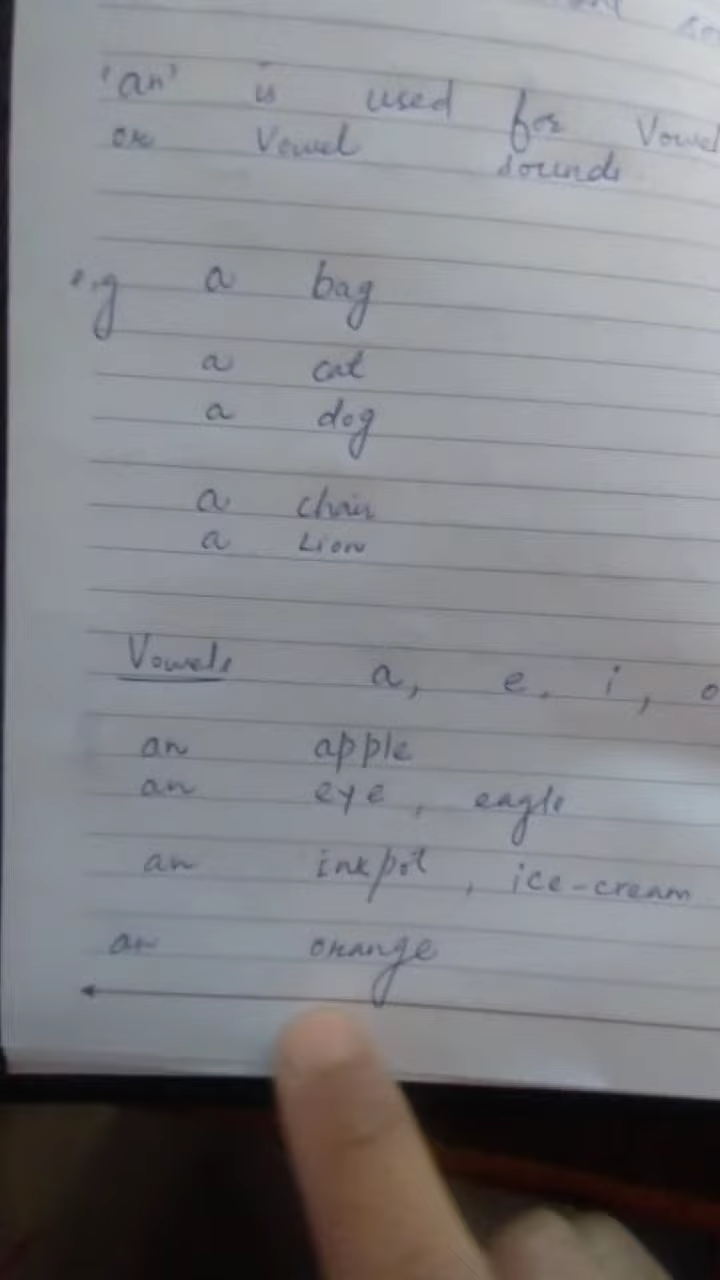 'an' is used for Vowel
or Vowel sounds
e.g a bag
a cat
a dog
a chair
a Lion
Vowels a, e, i, o
an apple
an eye, eagle
an inkpot, ice-cream
an orange